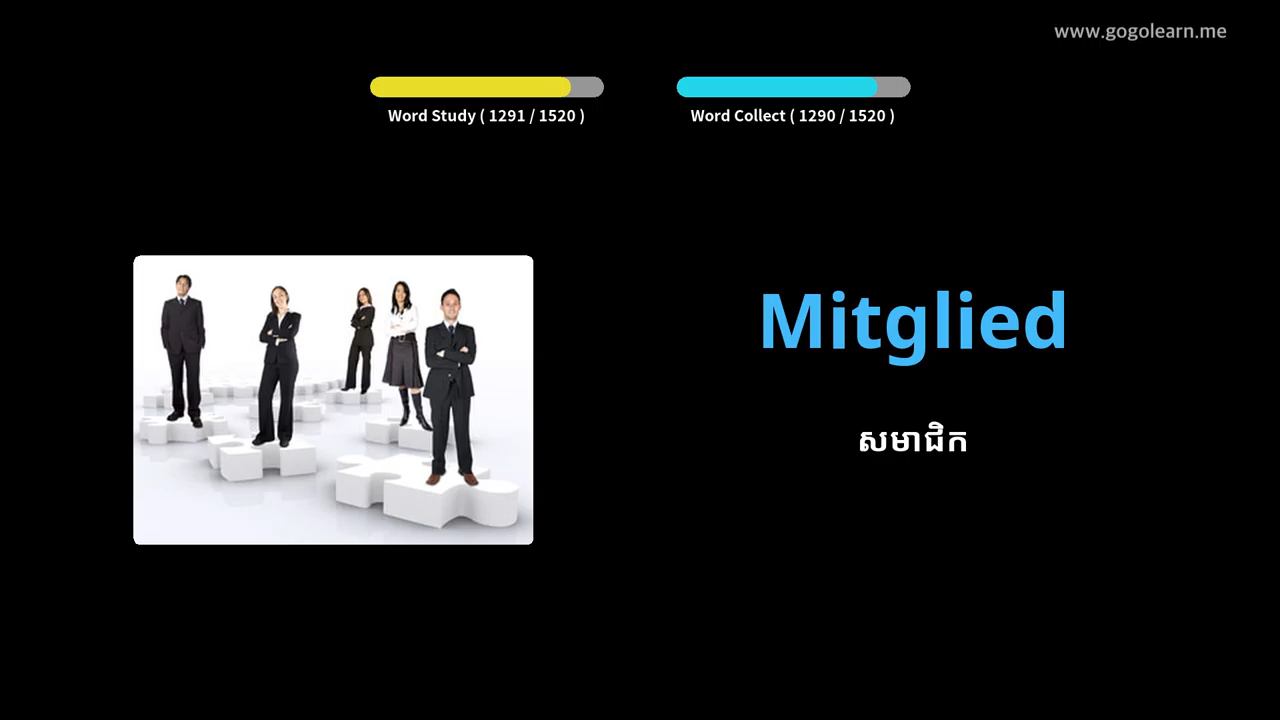 www.gogolearn.me
Word Study ( 1291 / 1520 )
Word Collect ( 1290 / 1520 )
Mitglied
សមាជិក